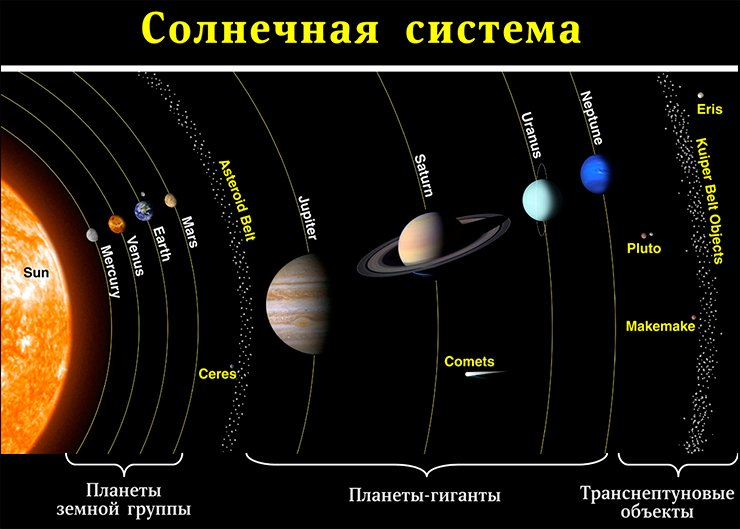 Солнечная система
Eris
Neptune
Uranus
Kuiper Belt Objects
Saturn
Asteroid Belt
Jupiter
Mars
Earth
Venus
Mercury
Sun
Pluto
Makemake
Comets
Ceres
Планеты
земной группы
Планеты-гиганты
Транснептуновые
объекты